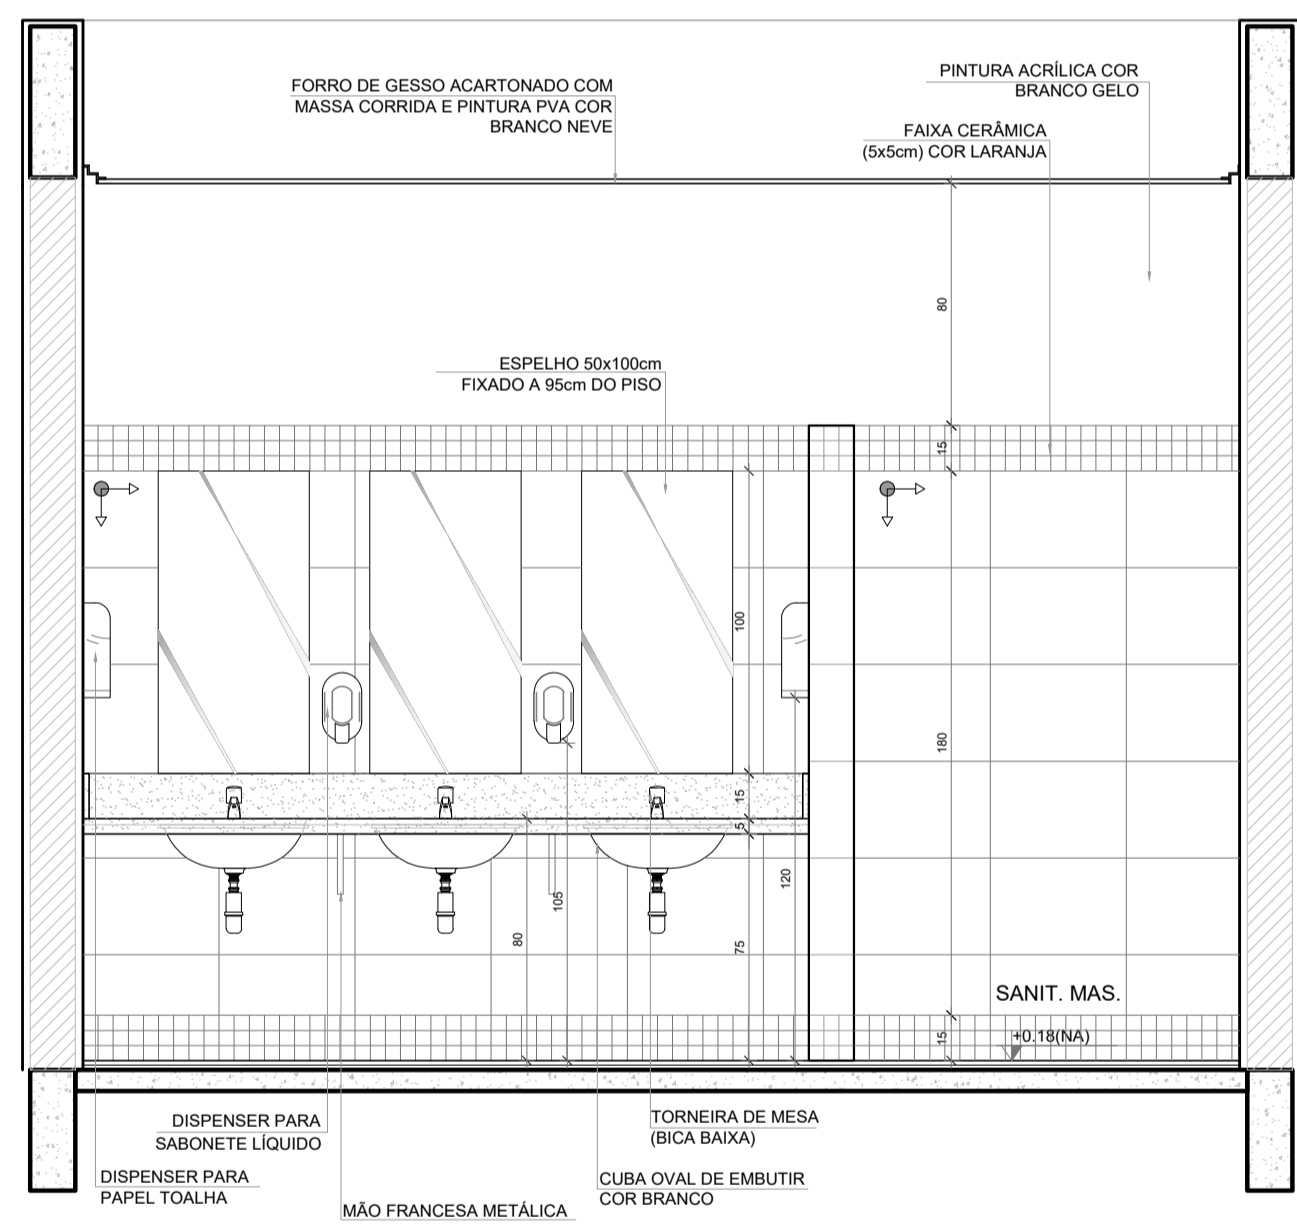 FORRO DE GESSO ACARTONADO COM
MASSA CORRIDA E PINTURA PVA COR
BRANCO NEVE
PINTURA ACRÍLICA COR
BRANCO GELO
FAIXA CERÂMICA
(5x5cm) COR LARANJA
80
ESPELHO 50x100cm
FIXADO A 95cm DO PISO
15
100
180
15
5
120
105
80
75
SANIT. MAS.
+0.18(NA)
15
DISPENSER PARA
SABONETE LÍQUIDO
TORNEIRA DE MESA
(BICA BAIXA)
DISPENSER PARA
PAPEL TOALHA
CUBA OVAL DE EMBUTIR
COR BRANCO
MÃO FRANCESA METÁLICA